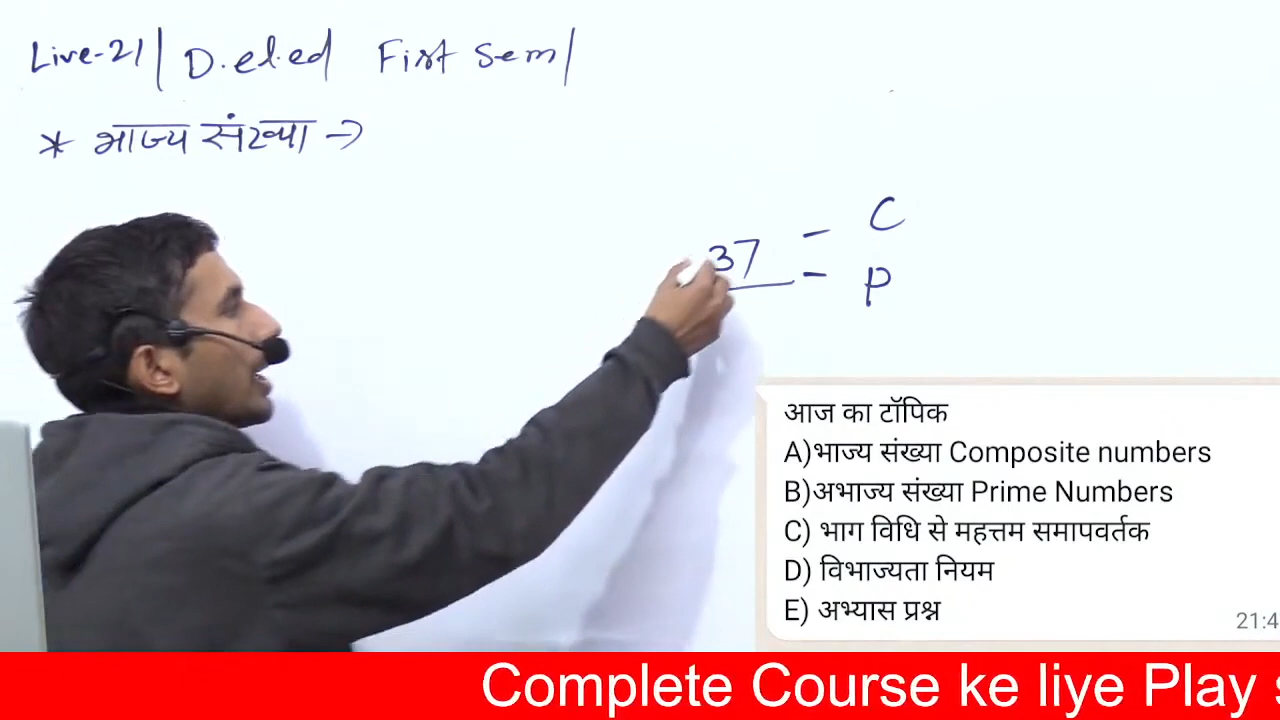 Live-21 | D.el.ed First Sem |
* भाज्य संख्या →
- C
37
- P
आज का टॉपिक
A)भाज्य संख्या Composite numbers
B)अभाज्य संख्या Prime Numbers
C) भाग विधि से महत्तम समापवर्तक
D) विभाज्यता नियम
E) अभ्यास प्रश्न
21:4
Complete Course ke liye Play